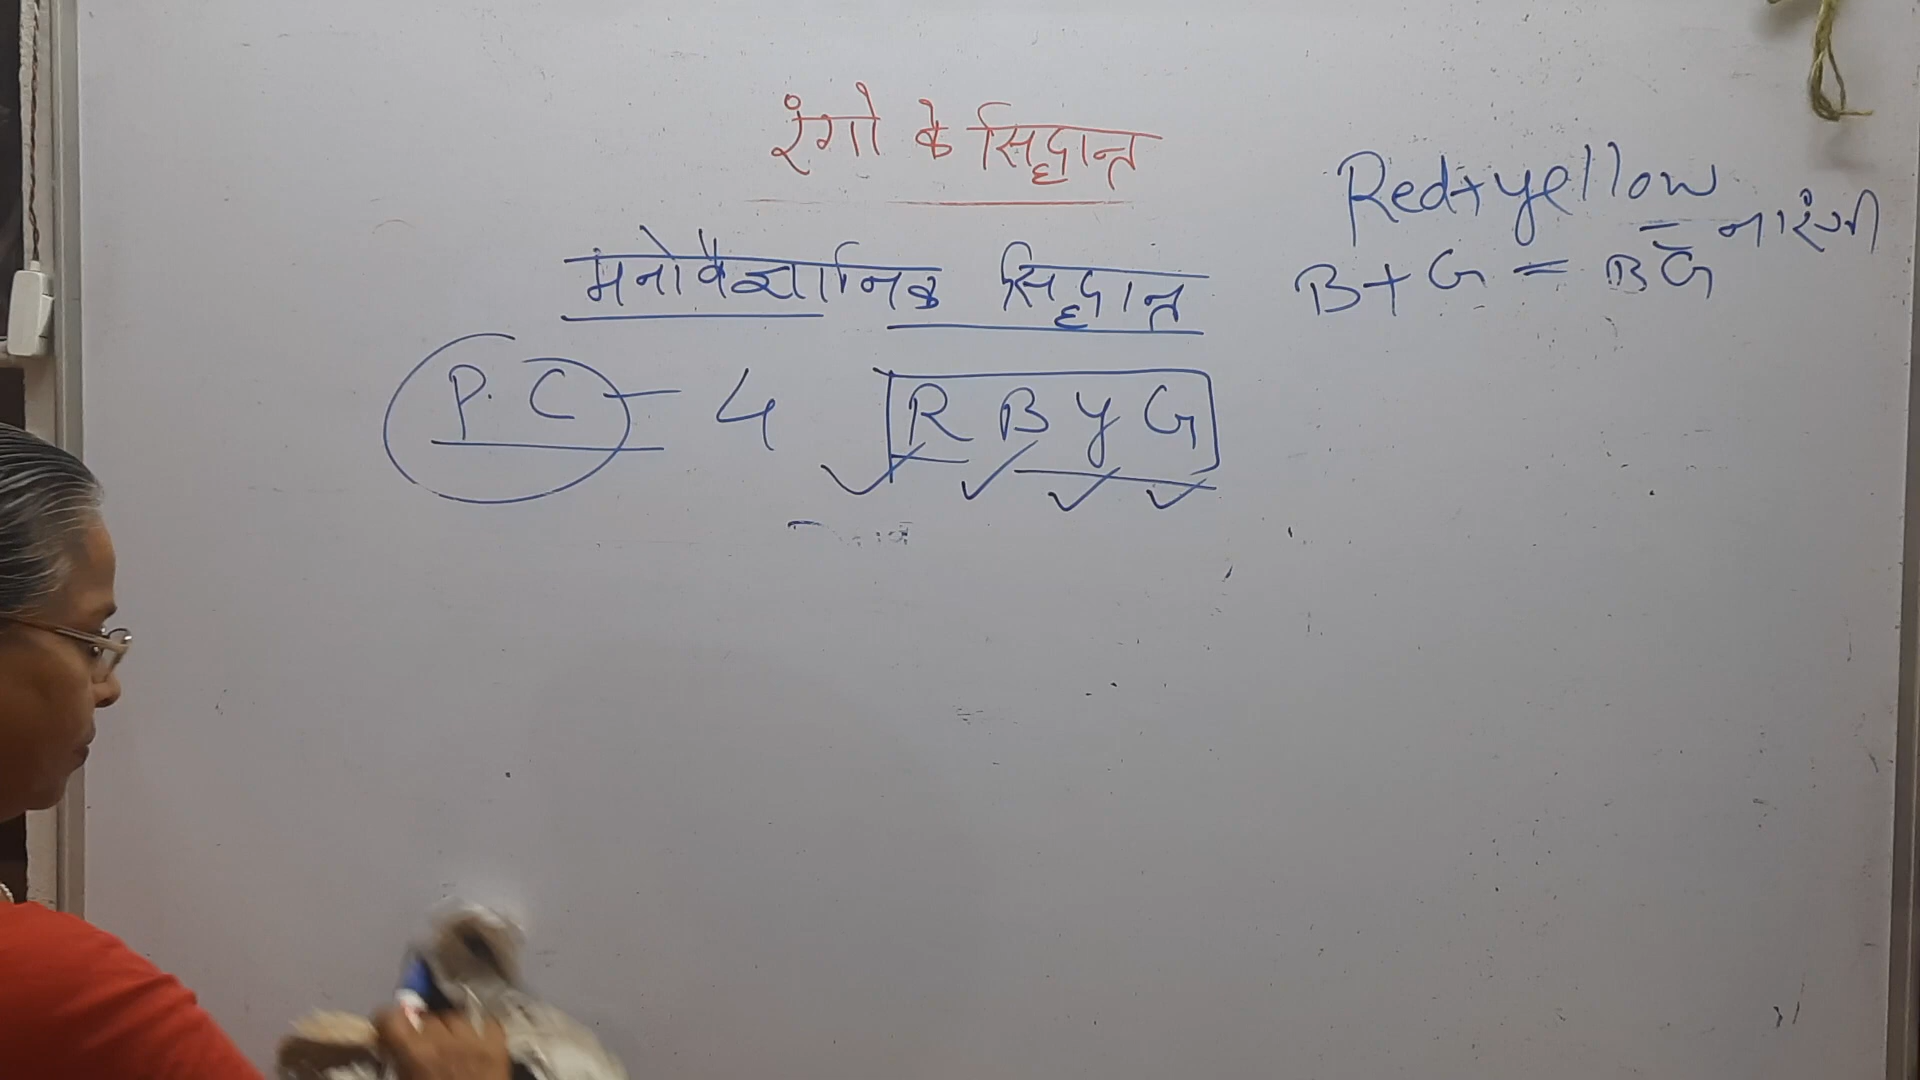 रंगो के सिद्धान्त
मनोवैज्ञानिक सिद्धान्त
P.C - 4 R B y G
Red+yellow
= नारंगी
B+G = BG